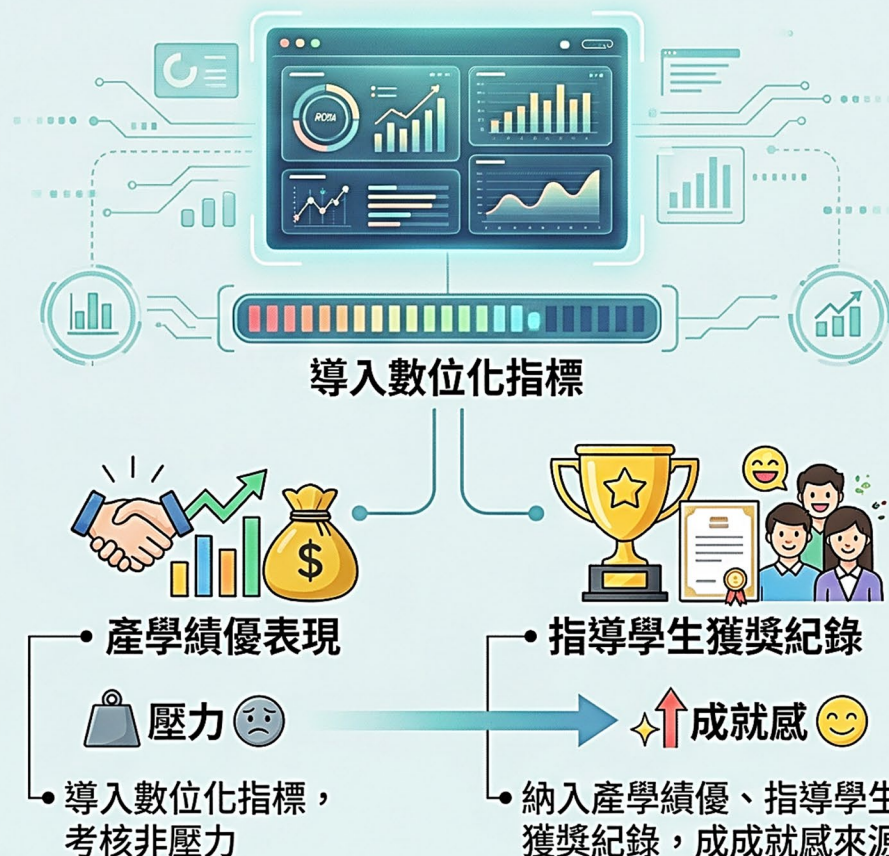 導入數位化指標
產學績優表現
指導學生獲獎紀錄
壓力
成就感
導入數位化指標，
考核非壓力
納入產學績優、指導學生
獲獎紀錄，成成就感來源